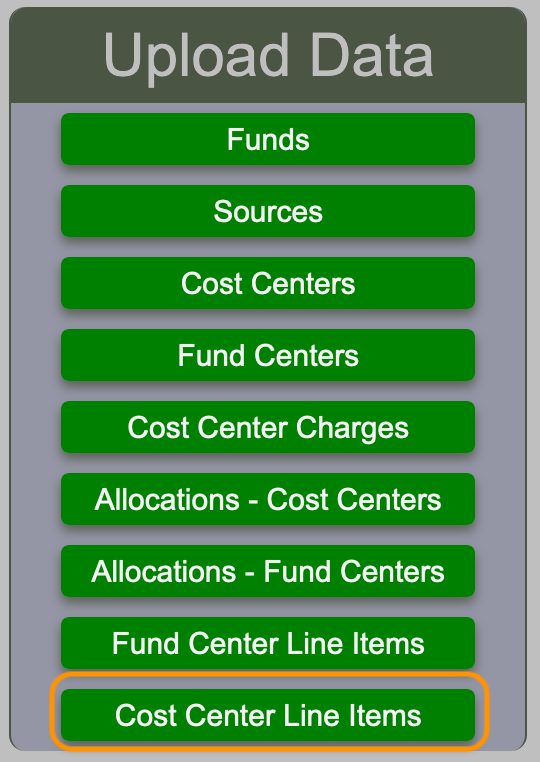 Upload Data
Funds
Sources
Cost Centers
Fund Centers
Cost Center Charges
Allocations - Cost Centers
Allocations - Fund Centers
Fund Center Line Items
Cost Center Line Items